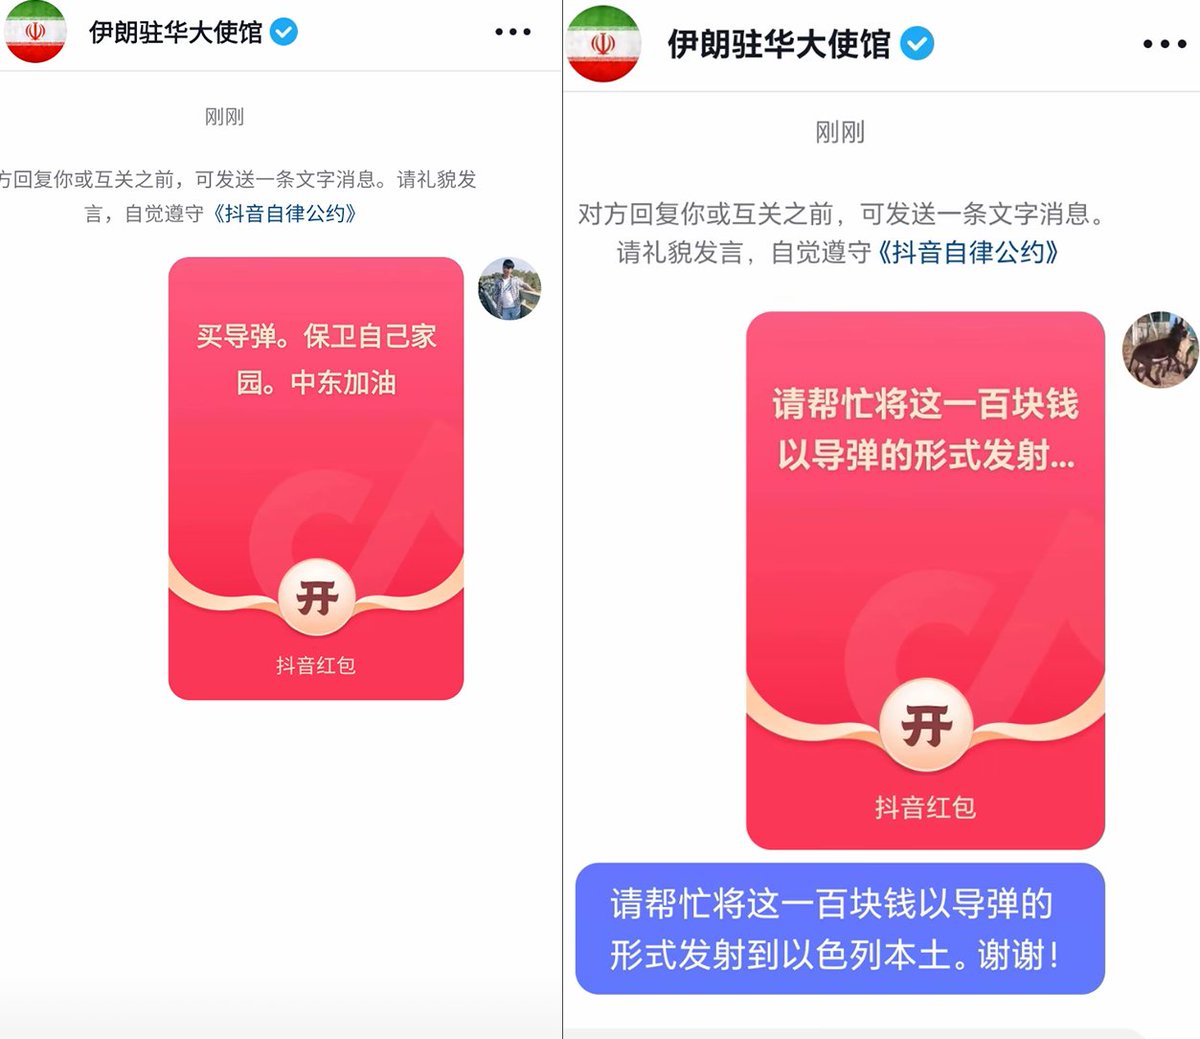 伊朗驻华大使馆
刚刚
方回复你或互关之前，可发送一条文字消息。请礼貌发
言，自觉遵守《抖音自律公约》
买导弹。保卫自己家
园。中东加油
开
抖音红包
伊朗驻华大使馆
刚刚
对方回复你或互关之前，可发送一条文字消息。
请礼貌发言，自觉遵守《抖音自律公约》
请帮忙将这一百块钱
以导弹的形式发射...
开
抖音红包
请帮忙将这一百块钱以导弹的
形式发射到以色列本土。谢谢！